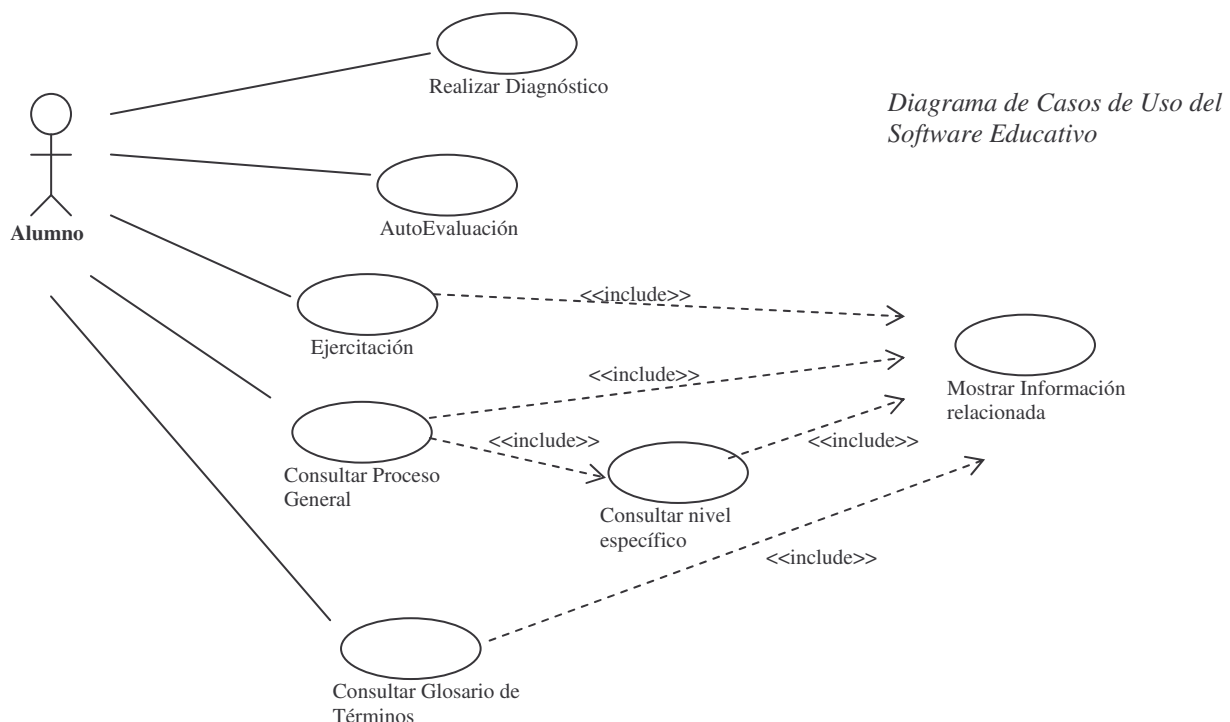 Realizar Diagnóstico
Diagrama de Casos de Uso del
Software Educativo
AutoEvaluación
Alumno
<<include>>
Ejercitación
<<include>>
Mostrar Información
relacionada
<<include>>
<<include>>
Consultar Proceso
General
Consultar nivel
específico
<<include>>
Consultar Glosario de
Términos